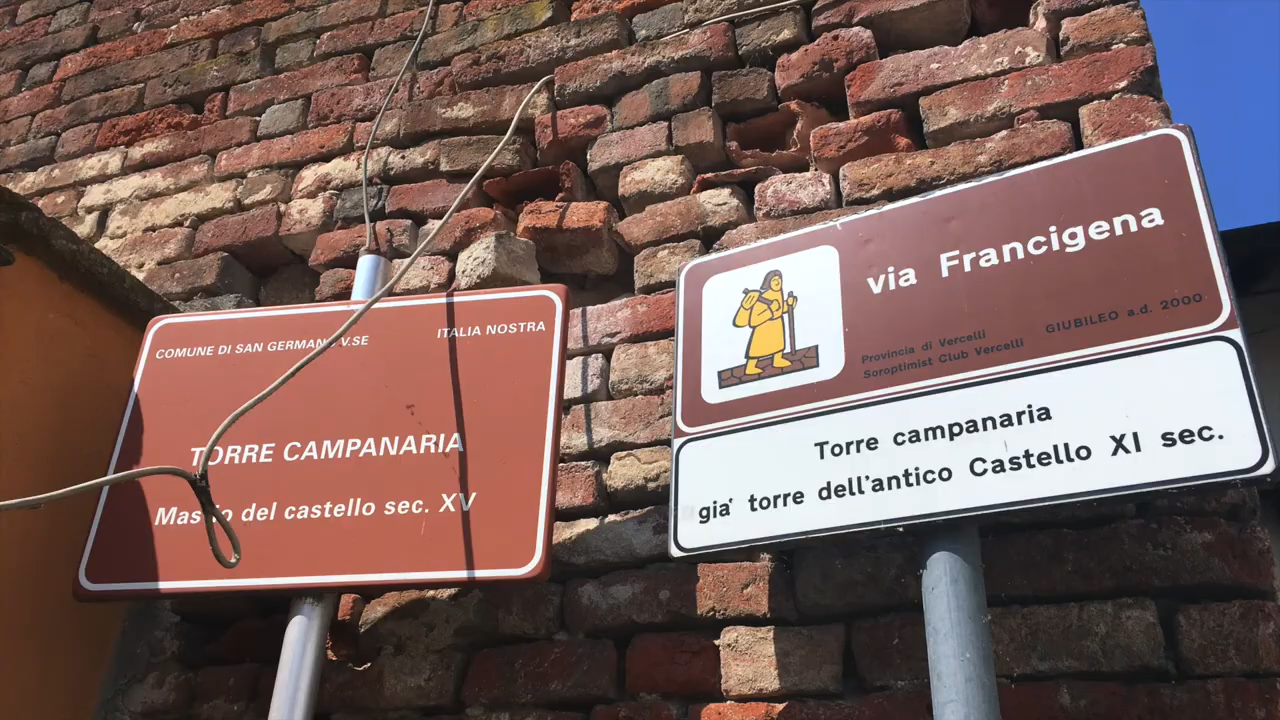 COMUNE DI SAN GERMANO V.SE
ITALIA NOSTRA
TORRE CAMPANARIA
Mastio del castello sec. XV
via Francigena
Provincia di Vercelli
Soroptimist Club Vercelli
GIUBILEO a.d. 2000
Torre campanaria
gia' torre dell'antico Castello XI sec.